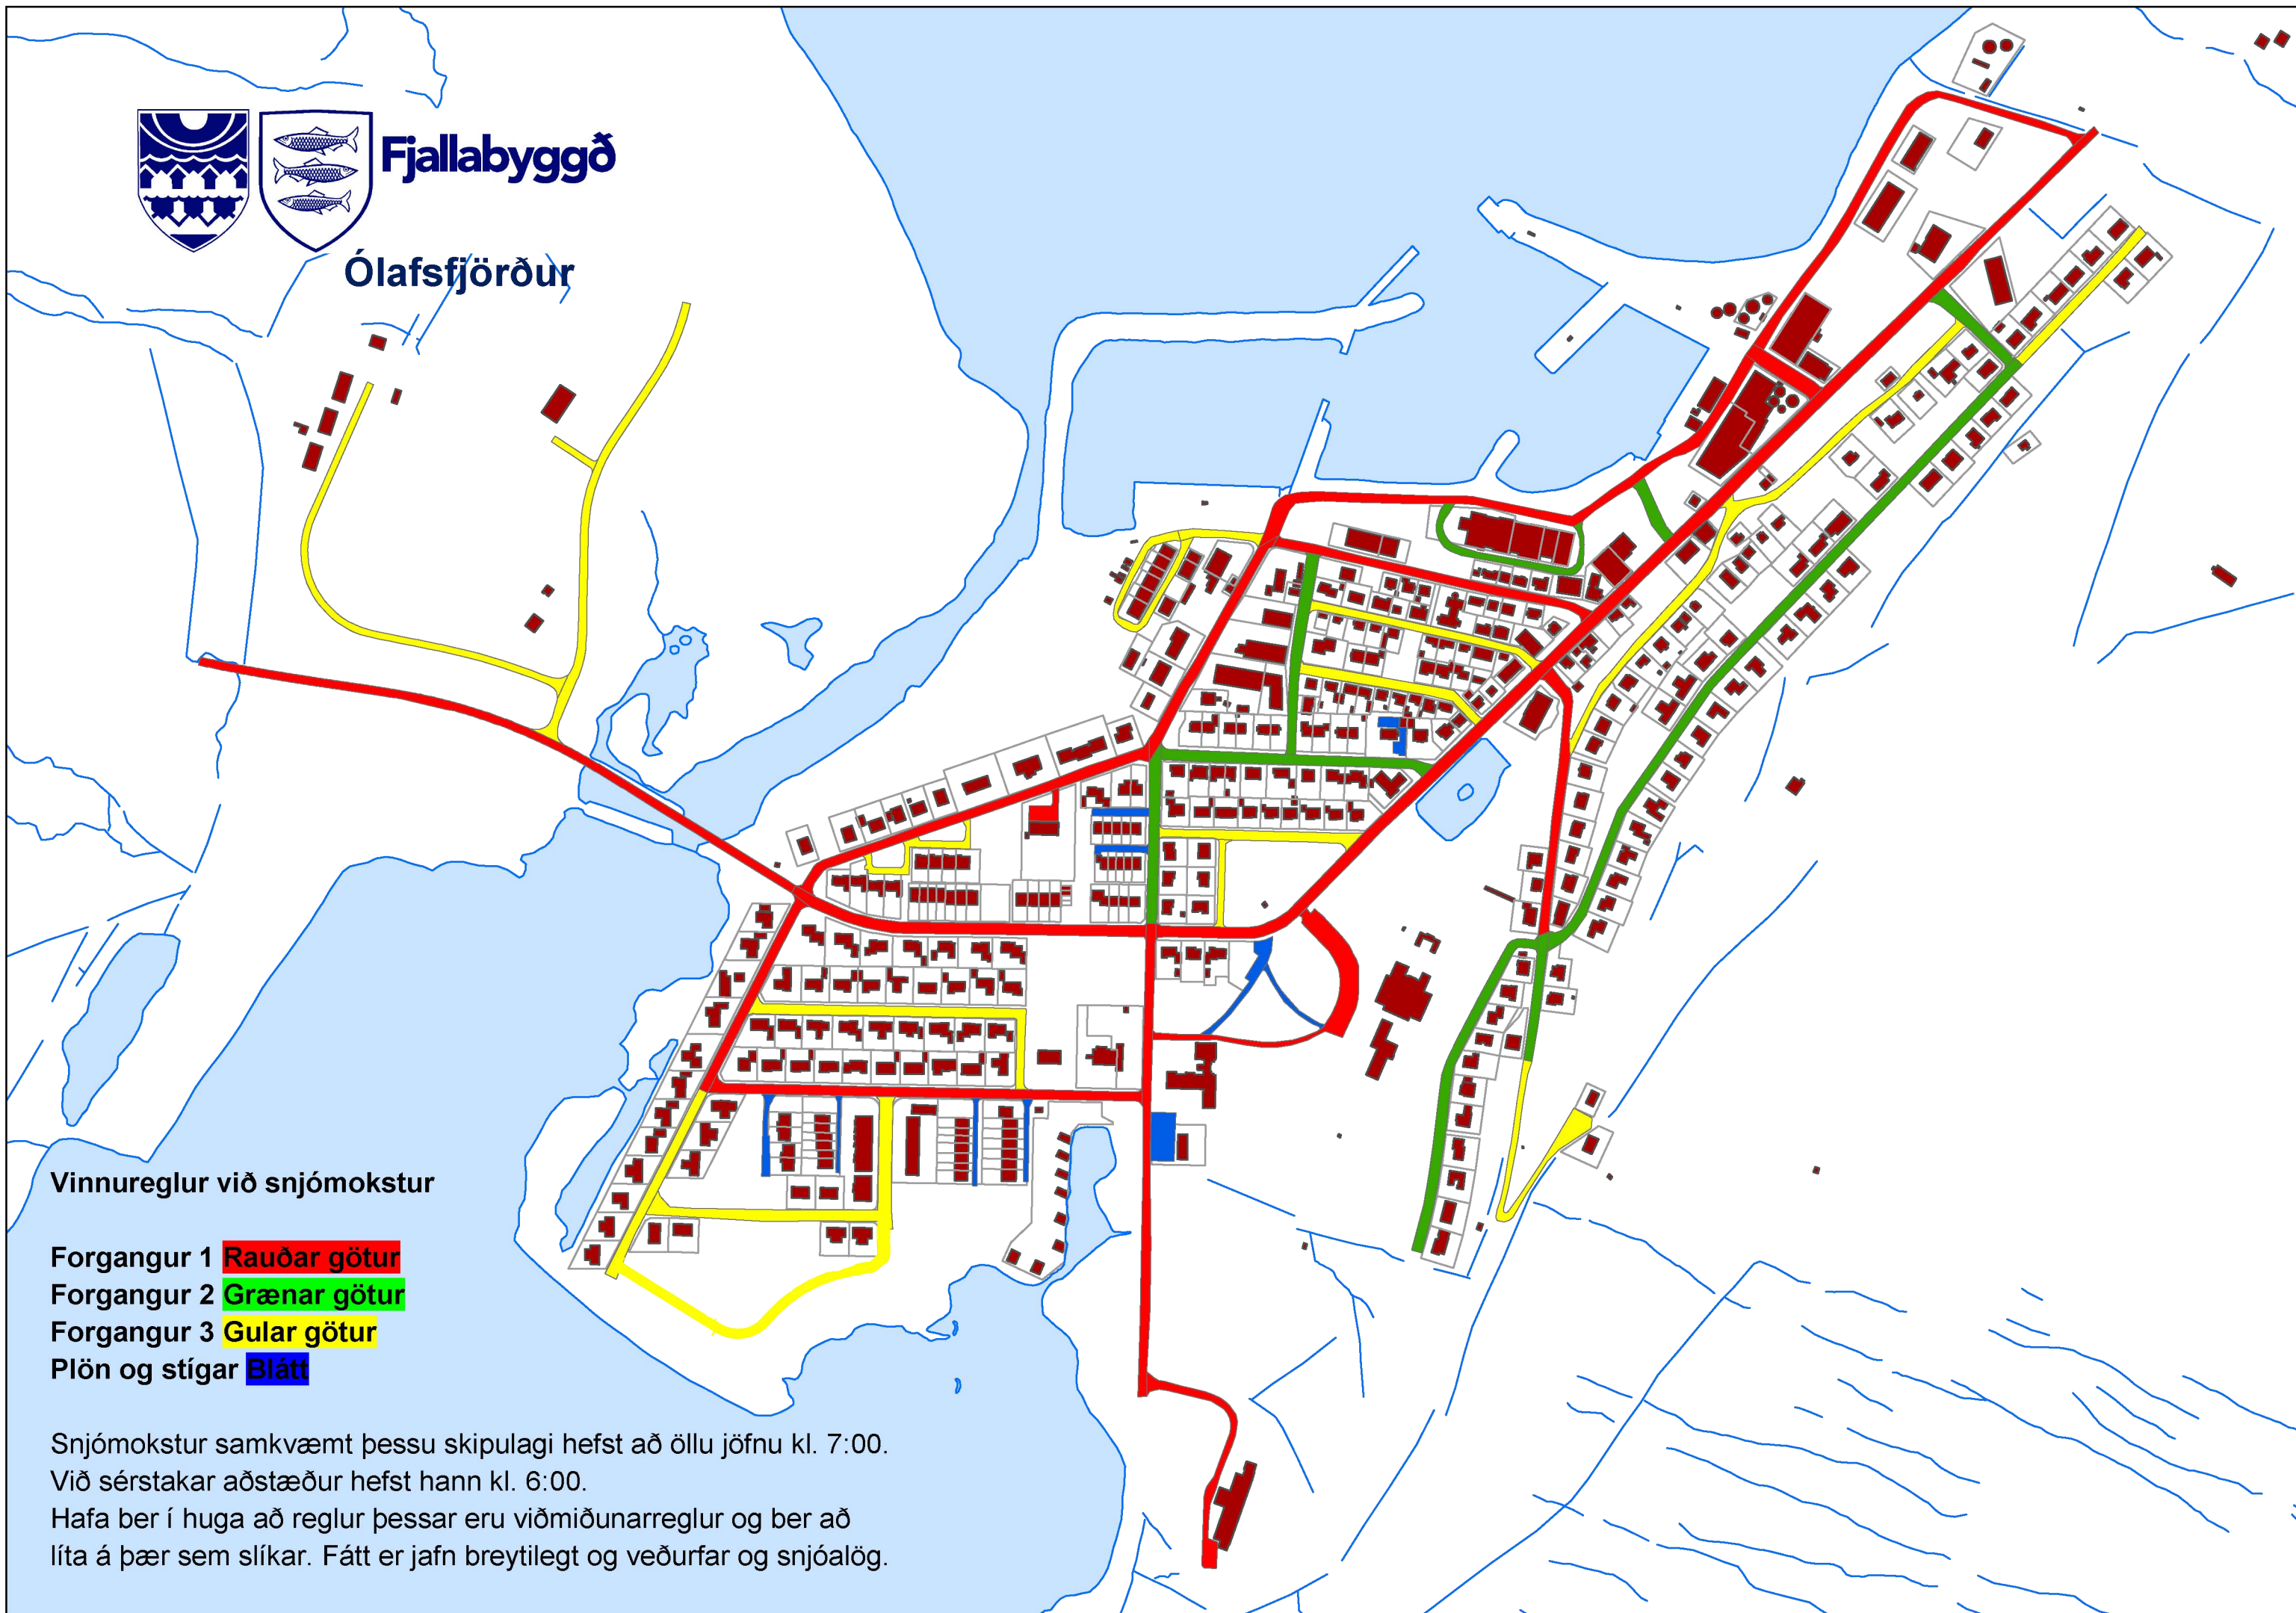 Fjallabyggð
Ólafsfjörður
Vinnureglur við snjómokstur
Forgangur 1 Rauðar götur
Forgangur 2 Grænar götur
Forgangur 3 Gular götur
Plön og stígar Blátt
Snjómokstur samkvæmt þessu skipulagi hefst að öllu jöfnu kl. 7:00.
Við sérstakar aðstæður hefst hann kl. 6:00.
Hafa ber í huga að reglur þessar eru viðmiðunarreglur og ber að
líta á þær sem slíkar. Fátt er jafn breytilegt og veðurfar og snjóalög.